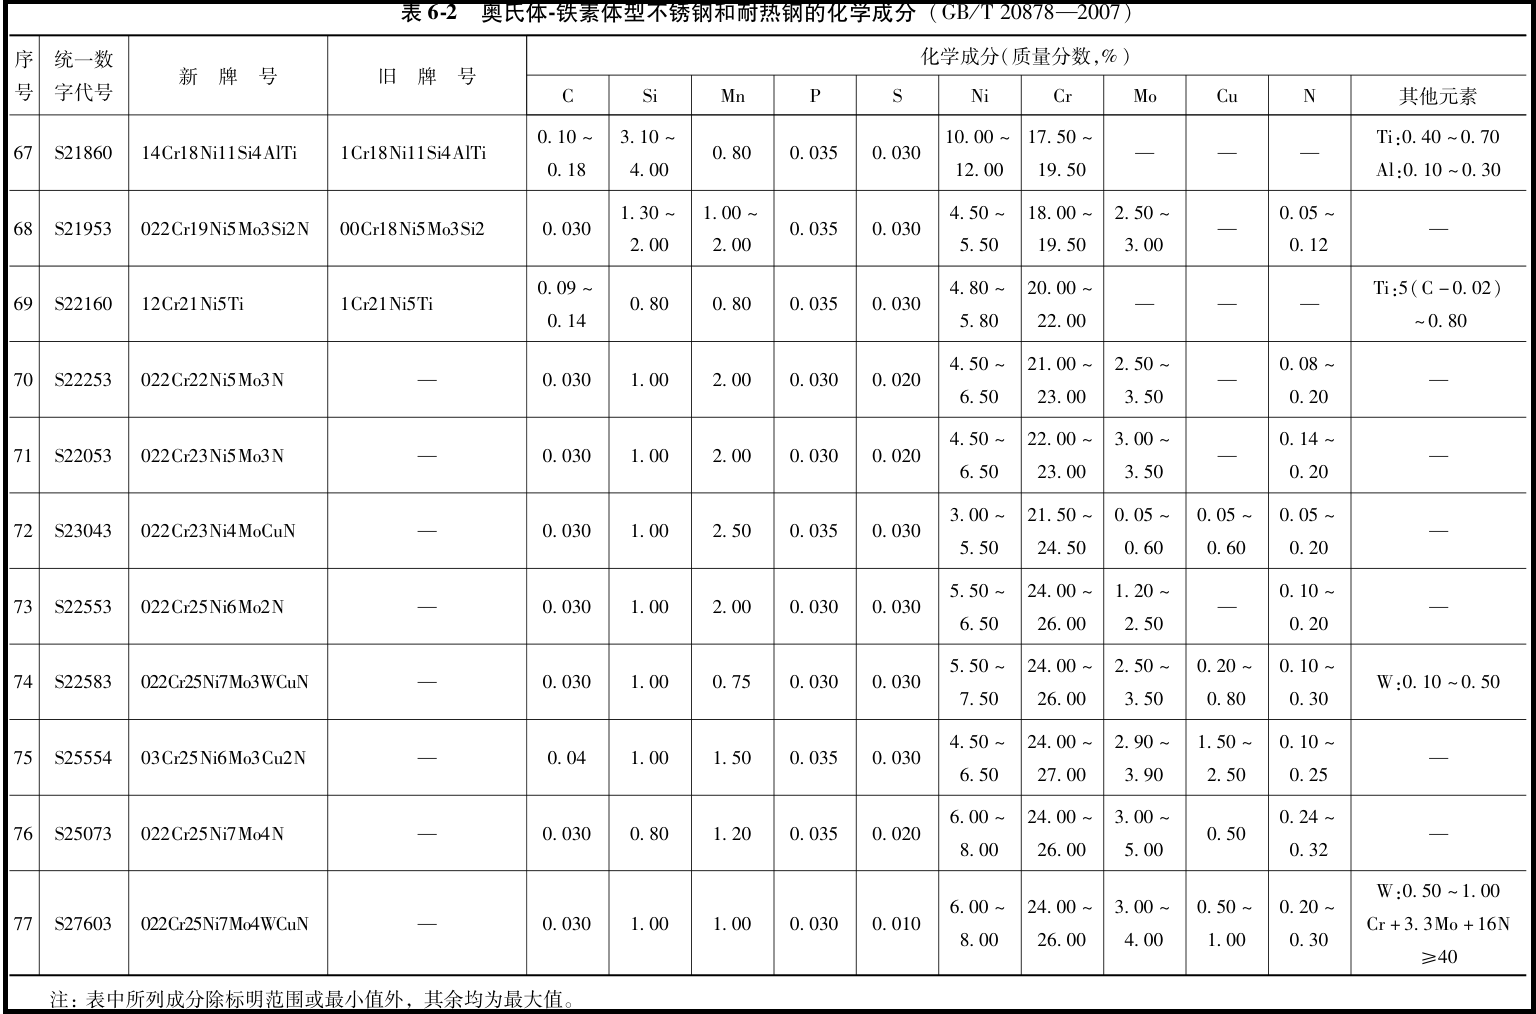 表 6-2 奥氏体-铁素体型不锈钢和耐热钢的化学成分（GB/T 20878—2007）
序号 统一数字代号 新 牌 号 旧 牌 号 化学成分(质量分数,%)
C Si Mn P S Ni Cr Mo Cu N 其他元素
67 S21860 14Cr18Ni11Si4AlTi 1Cr18Ni11Si4AlTi 0.10~0.18 3.10~4.00 0.80 0.035 0.030 10.00~12.00 17.50~19.50 — — — Ti:0.40~0.70 Al:0.10~0.30
68 S21953 022Cr19Ni5Mo3Si2N 00Cr18Ni5Mo3Si2 0.030 1.30~2.00 1.00~2.00 0.035 0.030 4.50~5.50 18.00~19.50 2.50~3.00 — 0.05~0.12 —
69 S22160 12Cr21Ni5Ti 1Cr21Ni5Ti 0.09~0.14 0.80 0.80 0.035 0.030 4.80~5.80 20.00~22.00 — — — Ti:5(C-0.02)~0.80
70 S22253 022Cr22Ni5Mo3N — 0.030 1.00 2.00 0.030 0.020 4.50~6.50 21.00~23.00 2.50~3.50 — 0.08~0.20 —
71 S22053 022Cr23Ni5Mo3N — 0.030 1.00 2.00 0.030 0.020 4.50~6.50 22.00~23.00 3.00~3.50 — 0.14~0.20 —
72 S23043 022Cr23Ni4MoCuN — 0.030 1.00 2.50 0.035 0.030 3.00~5.50 21.50~24.50 0.05~0.60 0.05~0.60 0.05~0.20 —
73 S22553 022Cr25Ni6Mo2N — 0.030 1.00 2.00 0.030 0.030 5.50~6.50 24.00~26.00 1.20~2.50 — 0.10~0.20 —
74 S22583 022Cr25Ni7Mo3WCuN — 0.030 1.00 0.75 0.030 0.030 5.50~7.50 24.00~26.00 2.50~3.50 0.20~0.80 0.10~0.30 W:0.10~0.50
75 S25554 03Cr25Ni6Mo3Cu2N — 0.04 1.00 1.50 0.035 0.030 4.50~6.50 24.00~27.00 2.90~3.90 1.50~2.50 0.10~0.25 —
76 S25073 022Cr25Ni7Mo4N — 0.030 0.80 1.20 0.035 0.020 6.00~8.00 24.00~26.00 3.00~5.00 0.50 0.24~0.32 —
77 S27603 022Cr25Ni7Mo4WCuN — 0.030 1.00 1.00 0.030 0.010 6.00~8.00 24.00~26.00 3.00~4.00 0.50~1.00 0.20~0.30 W:0.50~1.00 Cr+3.3Mo+16N≥40
注：表中所列成分除标明范围或最小值外，其余均为最大值。